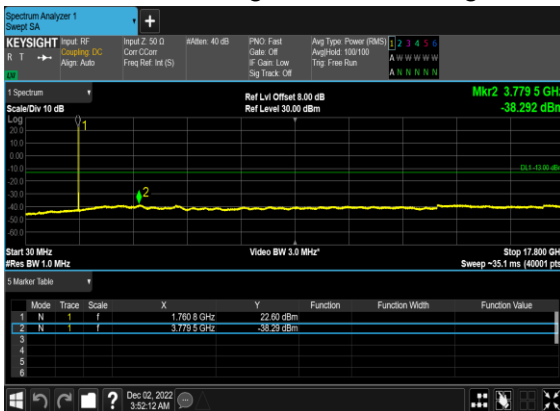 Spectrum Analyzer 1
Swept SA
KEYSIGHT
R T
LV
Input: RF
Coupling: DC
Align: Auto
Input Z: 50 Ω
Corr CCorr
Freq Ref: Int (S)
#Atten: 40 dB
PNO: Fast
Gate: Off
IF Gain: Low
Sig Track: Off
Avg Type: Power (RMS)
Avg|Hold: 100/100
Trig: Free Run
1 2 3 4 5 6
A W W W W W
A N N N N N
1 Spectrum
Scale/Div 10 dB
Log
Ref Lvl Offset 8.00 dB
Ref Level 30.00 dBm
Mkr2 3.779 5 GHz
-38.292 dBm
20.0
10.0
0.00
-10.0
-20.0
-30.0
-40.0
-50.0
-60.0
1
2
DL1 -13.00 dBm
Start 30 MHz
#Res BW 1.0 MHz
Video BW 3.0 MHz*
Stop 17.800 GHz
Sweep ~35.1 ms (40001 pts)
5 Marker Table
Mode Trace Scale X Y Function Function Width Function Value
1 N 1 f 1.760 8 GHz 22.60 dBm
2 N 1 f 3.779 5 GHz -38.29 dBm
3
4
5
6
?
Dec 02, 2022
3:52:12 AM